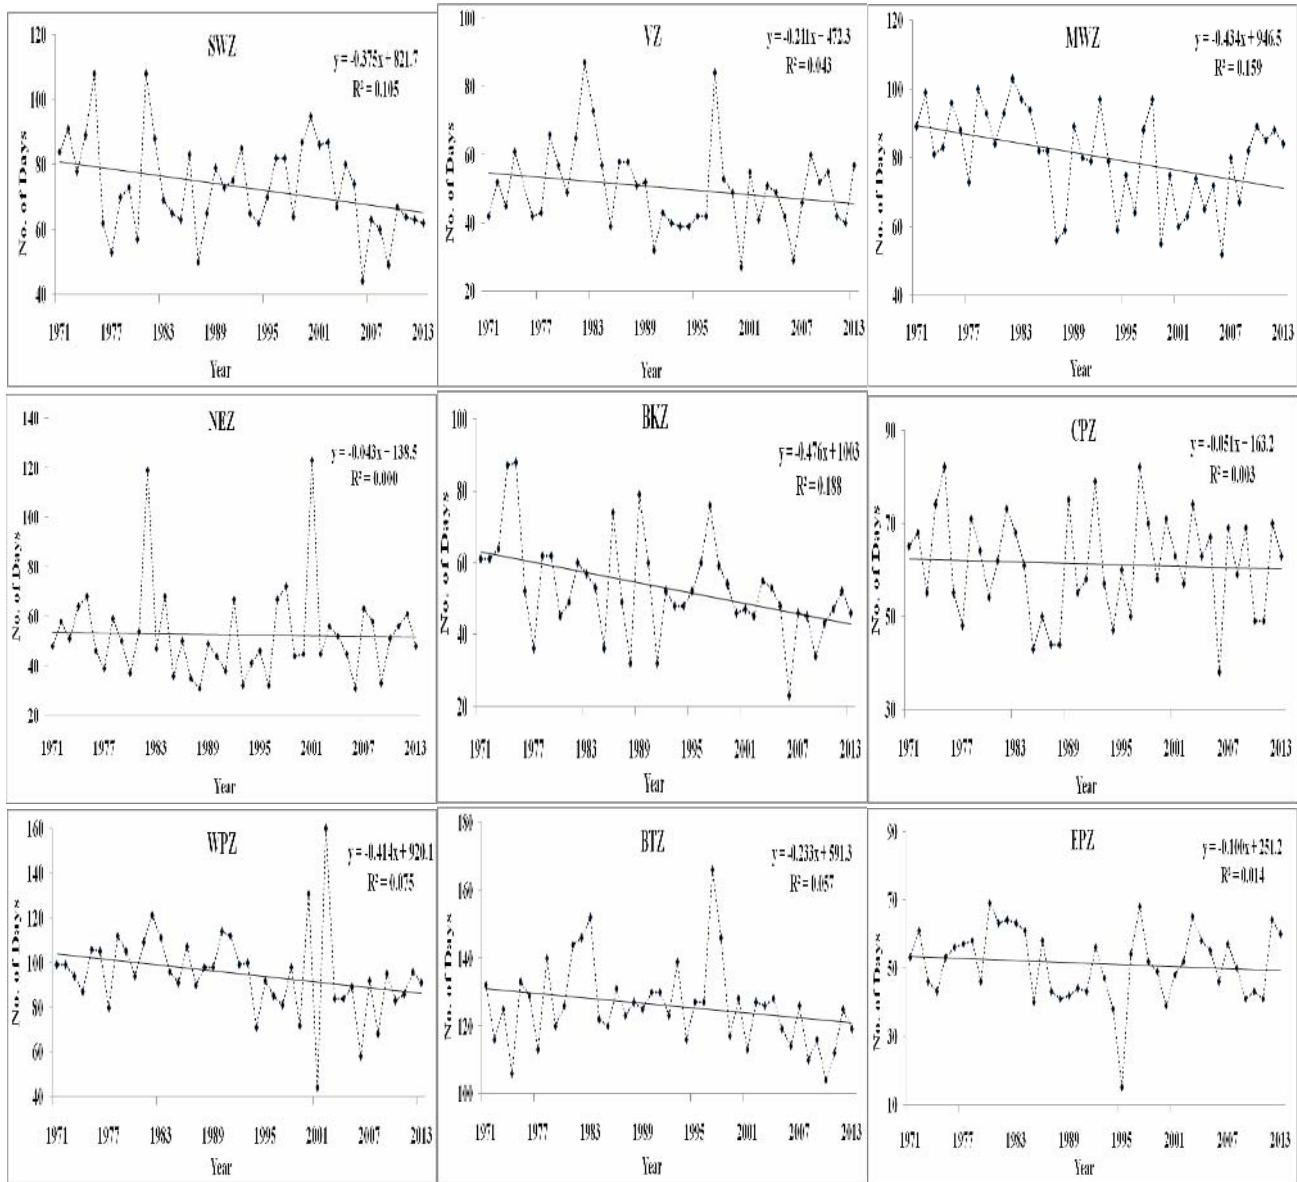 SWZ
y = -0.375x + 821.7
R² = 0.105
120
100
80
60
40
No. of Days
1971 1977 1983 1989 1995 2001 2007 2013
Year
VZ
y = -0.211x - 472.3
R² = 0.043
100
80
60
40
20
No. of Days
1971 1977 1983 1989 1995 2001 2007 2013
Year
MWZ
y = -0.434x + 946.5
R² = 0.159
120
100
80
60
40
No. of Days
1971 1977 1983 1989 1995 2001 2007 2013
Year
NEZ
y = -0.043x - 138.5
R² = 0.000
140
120
100
80
60
40
20
No. of Days
1971 1977 1983 1989 1995 2001 2007 2013
Year
BKZ
y = -0.476x + 1003
R² = 0.188
100
80
60
40
20
No. of Days
1971 1977 1983 1989 1995 2001 2007 2013
Year
CPZ
y = -0.051x - 163.2
R² = 0.003
90
70
50
30
No. of Days
1971 1977 1983 1989 1995 2001 2007 2013
Year
WPZ
y = -0.414x + 920.1
R² = 0.075
160
140
120
100
80
60
40
No. of Days
1971 1977 1983 1989 1995 2001 2007 2013
Year
BTZ
y = -0.233x + 591.3
R² = 0.057
180
160
140
120
100
No. of Days
1971 1977 1983 1989 1995 2001 2007 2013
Year
EPZ
y = -0.100x + 251.2
R² = 0.014
90
70
50
30
10
No. of Days
1971 1977 1983 1989 1995 2001 2007 2013
Year